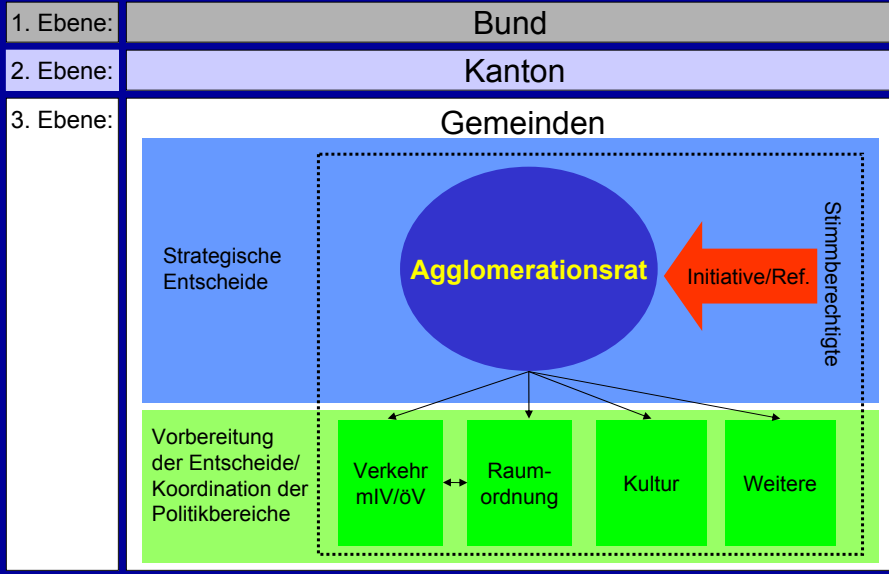 1. Ebene:
Bund
2. Ebene:
Kanton
3. Ebene:
Gemeinden
Strategische
Entscheide
Agglomerationsrat
Initiative/Ref.
Stimmberechtigte
Vorbereitung
der Entscheide/
Koordination der
Politikbereiche
Verkehr
mIV/öV
Raum-
ordnung
Kultur
Weitere